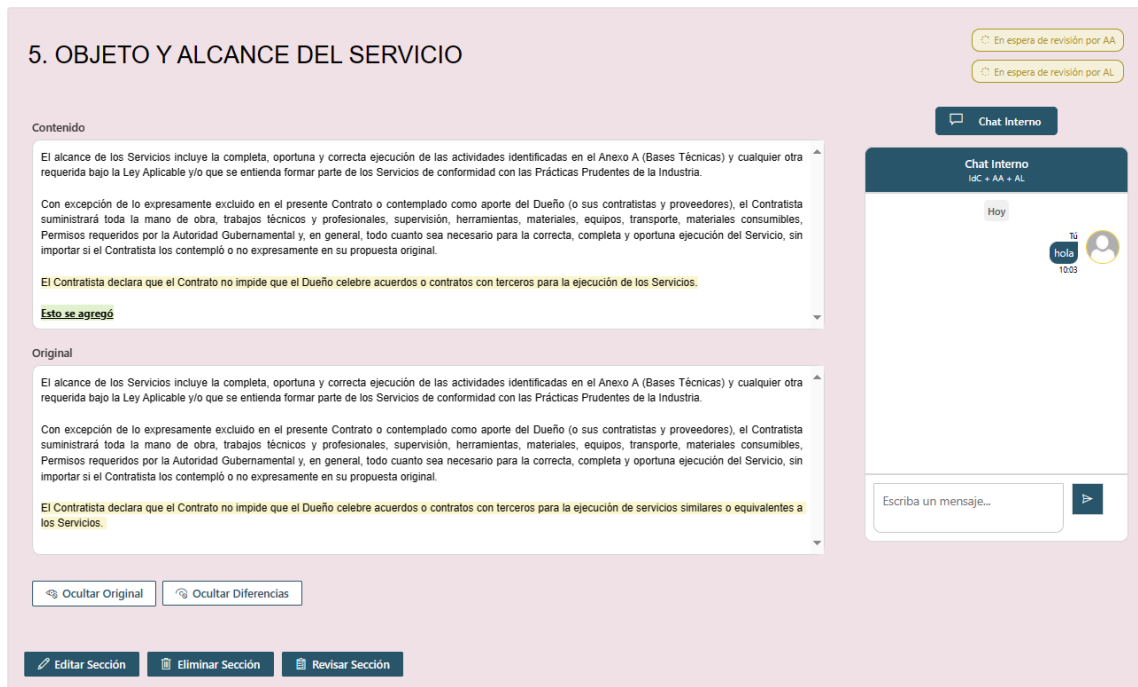 5. OBJETO Y ALCANCE DEL SERVICIO
En espera de revisión por AA
En espera de revisión por AL
Contenido
El alcance de los Servicios incluye la completa, oportuna y correcta ejecución de las actividades identificadas en el Anexo A (Bases Técnicas) y cualquier otra
requerida bajo la Ley Aplicable y/o que se entienda formar parte de los Servicios de conformidad con las Prácticas Prudentes de la Industria.
Con excepción de lo expresamente excluido en el presente Contrato o contemplado como aporte del Dueño (o sus contratistas y proveedores), el Contratista
suministrará toda la mano de obra, trabajos técnicos y profesionales, supervisión, herramientas, materiales, equipos, transporte, materiales consumibles,
Permisos requeridos por la Autoridad Gubernamental y, en general, todo cuanto sea necesario para la correcta, completa y oportuna ejecución del Servicio, sin
importar si el Contratista los contempló o no expresamente en su propuesta original.
El Contratista declara que el Contrato no impide que el Dueño celebre acuerdos o contratos con terceros para la ejecución de los Servicios.
Esto se agregó
Original
El alcance de los Servicios incluye la completa, oportuna y correcta ejecución de las actividades identificadas en el Anexo A (Bases Técnicas) y cualquier otra
requerida bajo la Ley Aplicable y/o que se entienda formar parte de los Servicios de conformidad con las Prácticas Prudentes de la Industria.
Con excepción de lo expresamente excluido en el presente Contrato o contemplado como aporte del Dueño (o sus contratistas y proveedores), el Contratista
suministrará toda la mano de obra, trabajos técnicos y profesionales, supervisión, herramientas, materiales, equipos, transporte, materiales consumibles,
Permisos requeridos por la Autoridad Gubernamental y, en general, todo cuanto sea necesario para la correcta, completa y oportuna ejecución del Servicio, sin
importar si el Contratista los contempló o no expresamente en su propuesta original.
El Contratista declara que el Contrato no impide que el Dueño celebre acuerdos o contratos con terceros para la ejecución de servicios similares o equivalentes a
los Servicios.
Ocultar Original
Ocultar Diferencias
Editar Sección
Eliminar Sección
Revisar Sección
Chat Interno
Chat Interno
IdC + AA + AL
Hoy
Tú
hola
10:03
Escriba un mensaje...